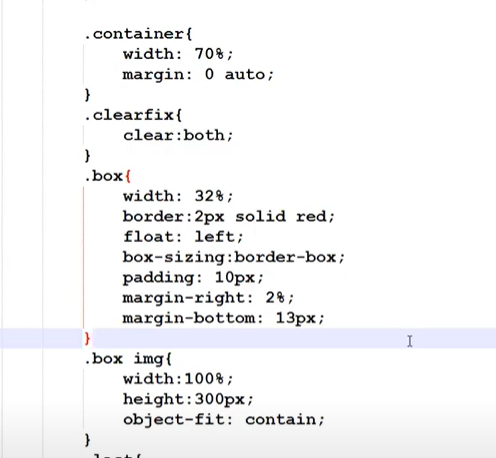 .container{
width: 70%;
margin: 0 auto;
}
.clearfix{
clear:both;
}
.box{
width: 32%;
border:2px solid red;
float: left;
box-sizing:border-box;
padding: 10px;
margin-right: 2%;
margin-bottom: 13px;
}
.box img{
width:100%;
height:300px;
object-fit: contain;
}